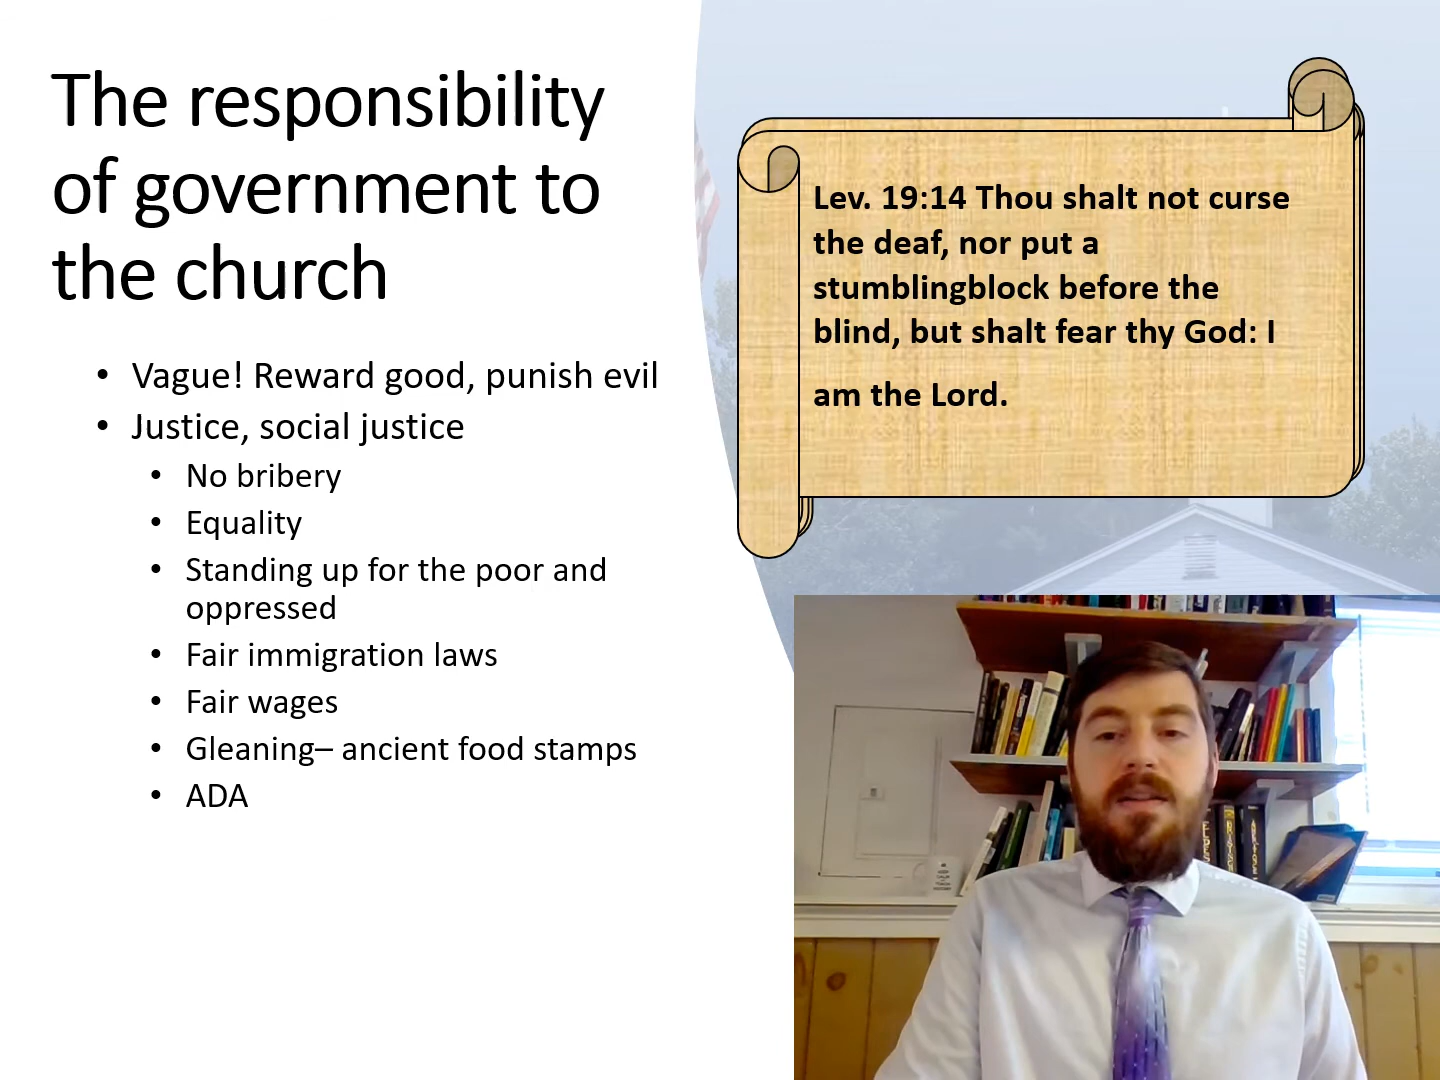 The responsibility
of government to
the church
• Vague! Reward good, punish evil
• Justice, social justice
• No bribery
• Equality
• Standing up for the poor and
oppressed
• Fair immigration laws
• Fair wages
• Gleaning– ancient food stamps
• ADA
Lev. 19:14 Thou shalt not curse
the deaf, nor put a
stumblingblock before the
blind, but shalt fear thy God: I
am the Lord.